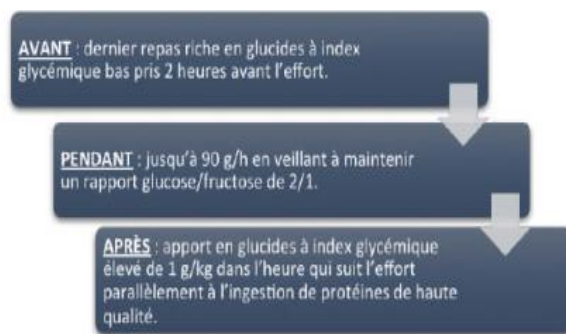 AVANT : dernier repas riche en glucides à index
glycémique bas pris 2 heures avant l'effort.
PENDANT : jusqu'à 90 g/h en veillant à maintenir
un rapport glucose/fructose de 2/1.
APRÈS : apport en glucides à index glycémique
élevé de 1 g/kg dans l'heure qui suit l'effort
parallèlement à l'ingestion de protéines de haute
qualité.